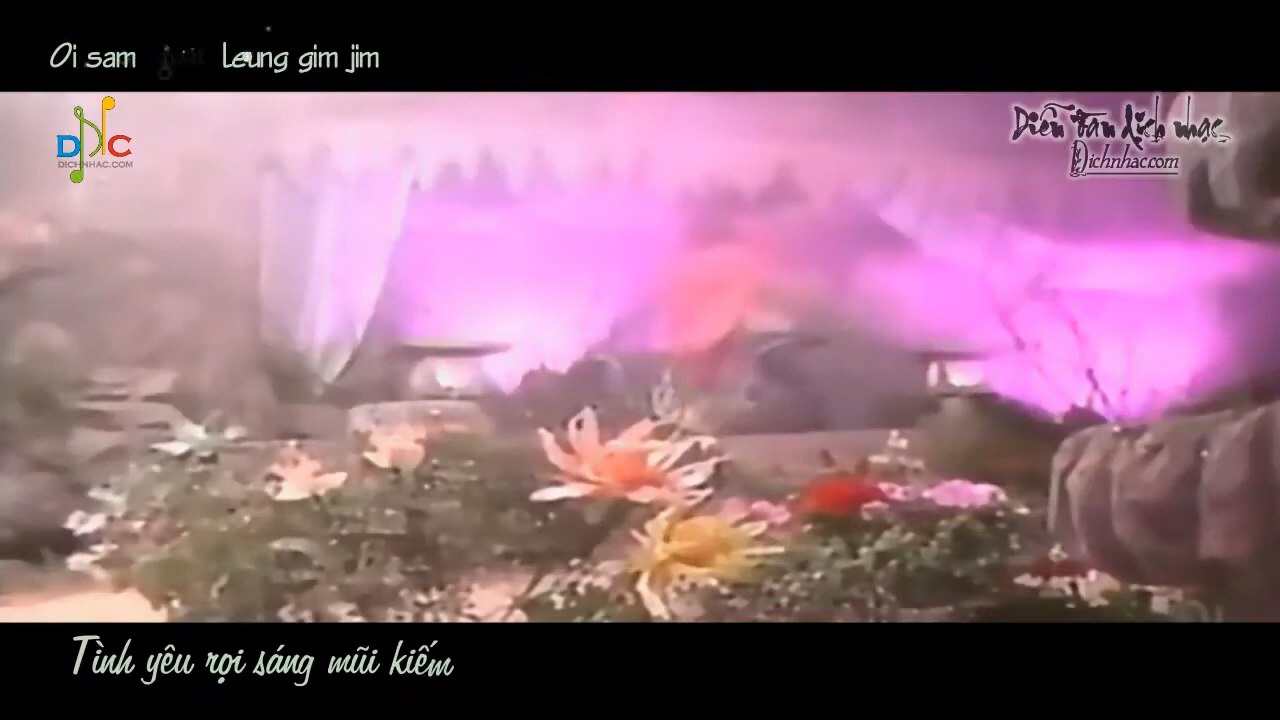 Oi sam Leung gim jim
DNC
DICHNHAC.COM
Diễn đàn dịch nhạc
Dichnhac.com
Tình yêu rọi sáng mũi kiếm